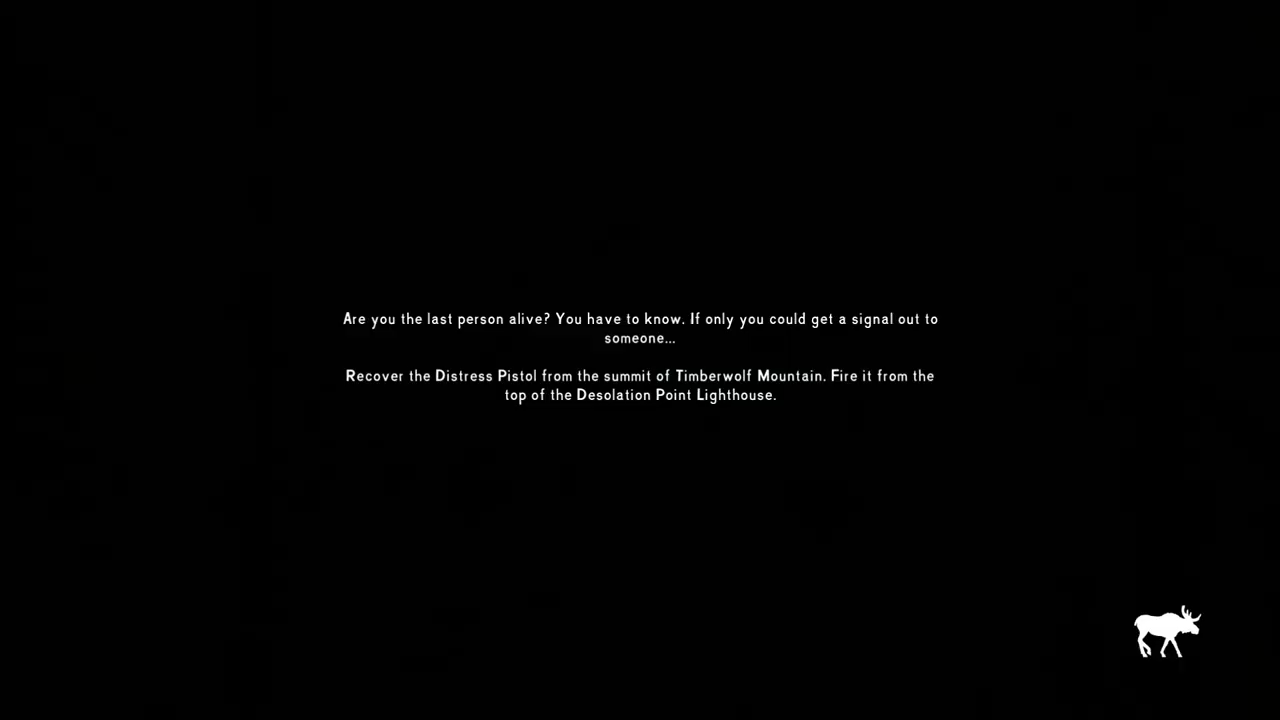 Are you the last person alive? You have to know. If only you could get a signal out to
someone...
Recover the Distress Pistol from the summit of Timberwolf Mountain. Fire it from the
top of the Desolation Point Lighthouse.